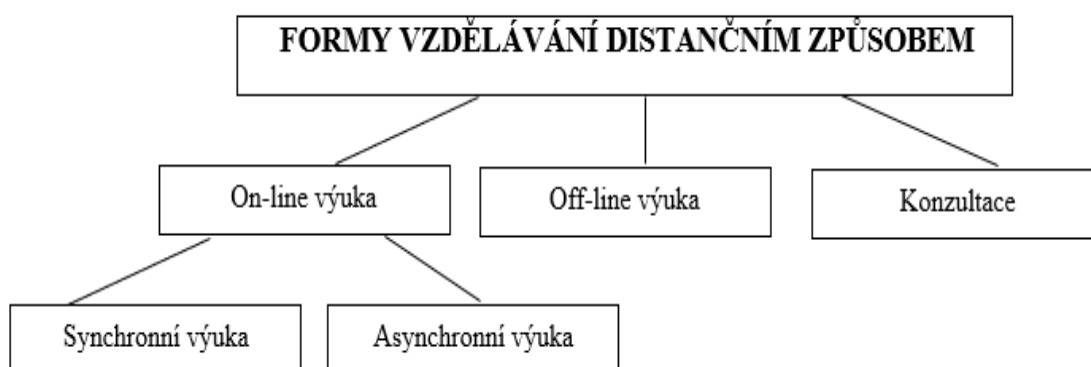 FORMY VZDĚLÁVÁNÍ DISTANČNÍM ZPŮSOBEM
On-line výuka
Off-line výuka
Konzultace
Synchronní výuka
Asynchronní výuka